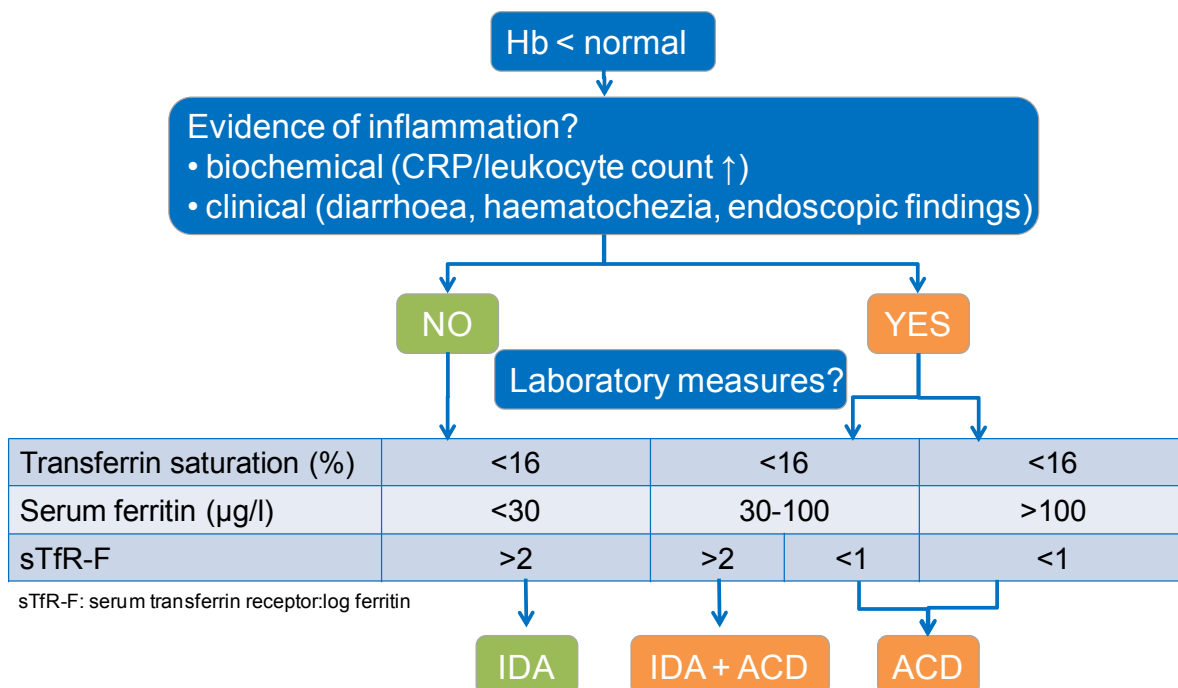 Hb < normal
Evidence of inflammation?
• biochemical (CRP/leukocyte count ↑)
• clinical (diarrhoea, haematochezia, endoscopic findings)
NO
YES
Laboratory measures?
Transferrin saturation (%) <16 <16 <16
Serum ferritin (µg/l) <30 30-100 >100
sTfR-F >2 >2 <1 <1
sTfR-F: serum transferrin receptor:log ferritin
IDA
IDA + ACD
ACD